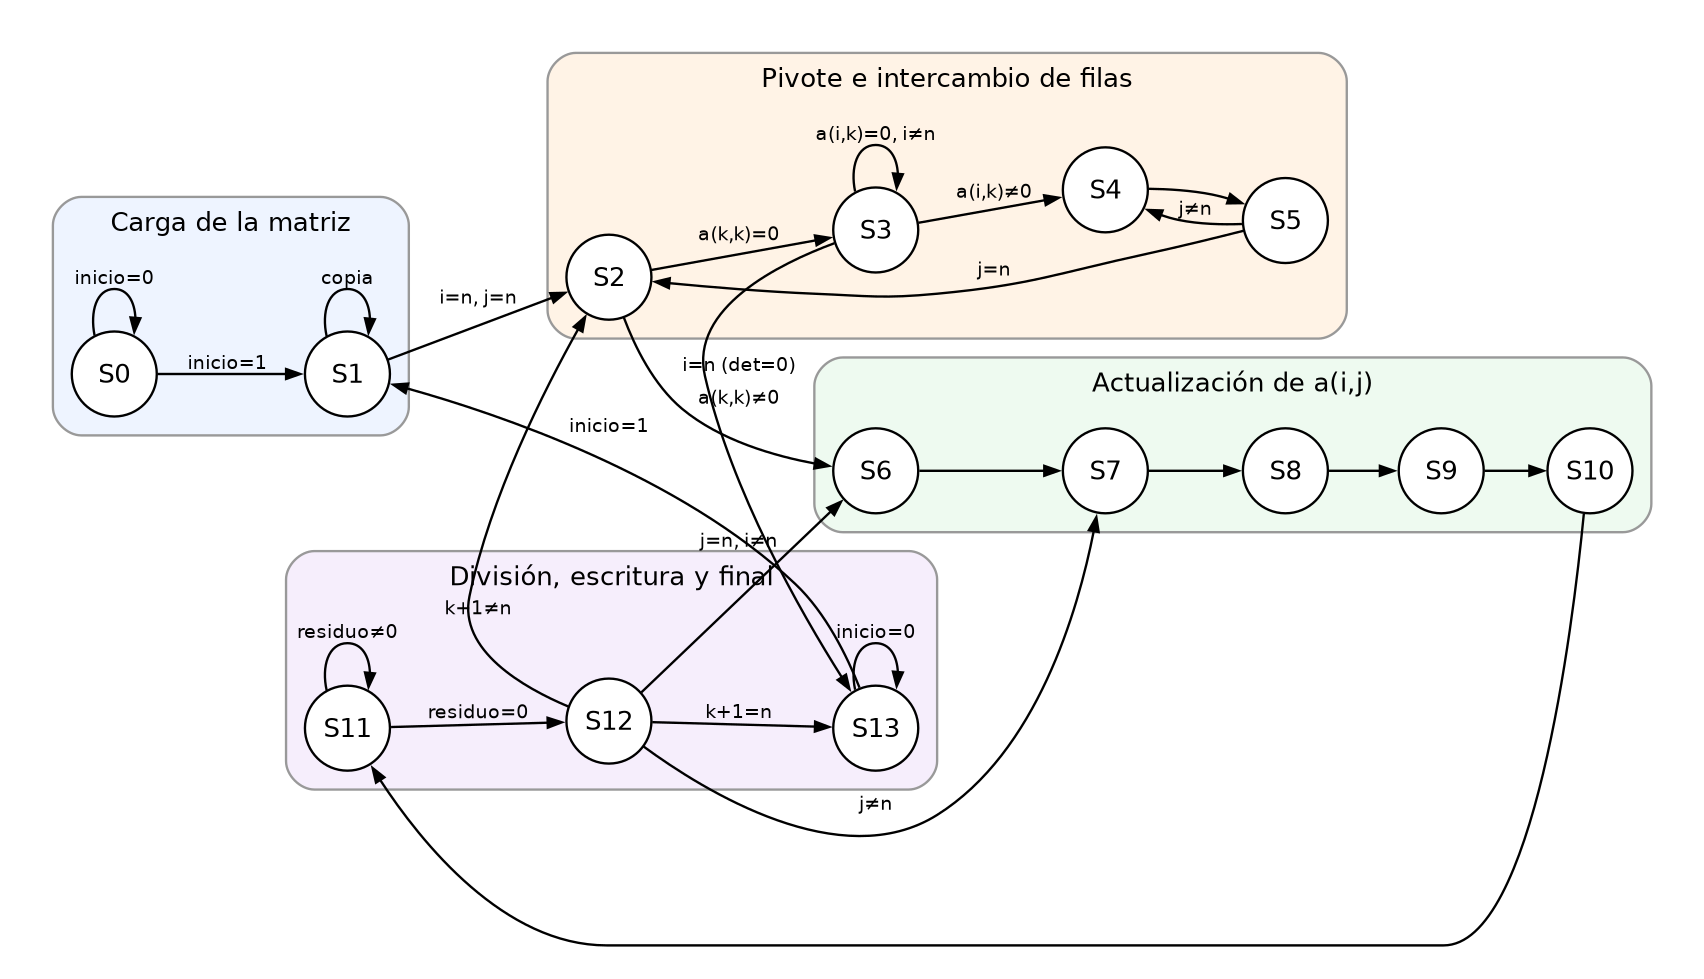 Pivote e intercambio de filas
a(i,k)=0, i≠n
a(i,k)≠0
S4
S5
j≠n
S3
a(k,k)=0
S2
j=n
Carga de la matriz
inicio=0
copia
i=n, j=n
S0
inicio=1
S1
i=n (det=0)
a(k,k)≠0
inicio=1
Actualización de a(i,j)
S6
S7
S8
S9
S10
j=n, i≠n
División, escritura y final
k+1≠n
residuo≠0
inicio=0
S11
residuo=0
S12
k+1=n
S13
j≠n